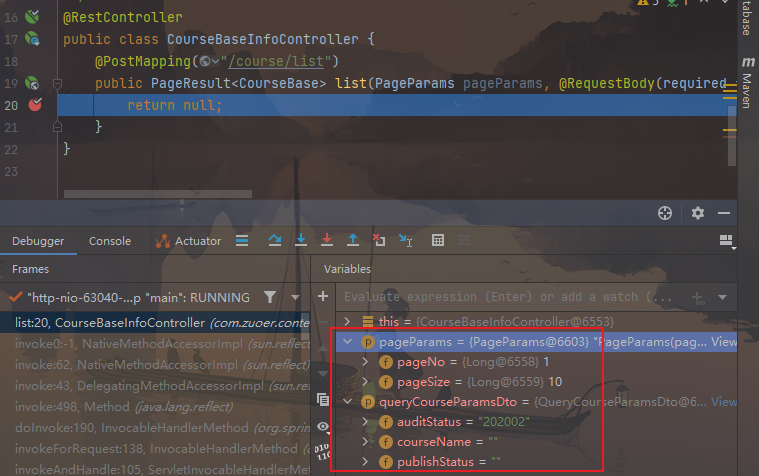 16 @RestController
17 public class CourseBaseInfoController {
18 @PostMapping("/course/list")
19 public PageResult<CourseBase> list(PageParams pageParams, @RequestBody(required
20 return null;
21 }
22 }
23
5 1
Database
Maven
Debugger Console Actuator
Frames
Variables
"http-nio-63040-...p "main": RUNNING
Evaluate expression (Enter) or add a watch (...
list:20, CourseBaseInfoController (com.zuoer.conte
invoke0:-1, NativeMethodAccessorImpl (sun.reflect)
invoke:62, NativeMethodAccessorImpl (sun.reflect)
invoke:43, DelegatingMethodAccessorImpl (sun.refl
invoke:498, Method (java.lang.reflect)
doInvoke:190, InvocableHandlerMethod (org.sprin
invokeForRequest:138, InvocableHandlerMethod (
invokeAndHandle:105, ServletInvocableHandlerMe
this = {CourseBaseInfoController@6553}
pageParams = {PageParams@6603} "PageParams(pag... View
pageNo = {Long@6558} 1
pageSize = {Long@6559} 10
queryCourseParamsDto = {QueryCourseParamsDto@6... View
auditStatus = "202002"
courseName = ""
publishStatus = ""